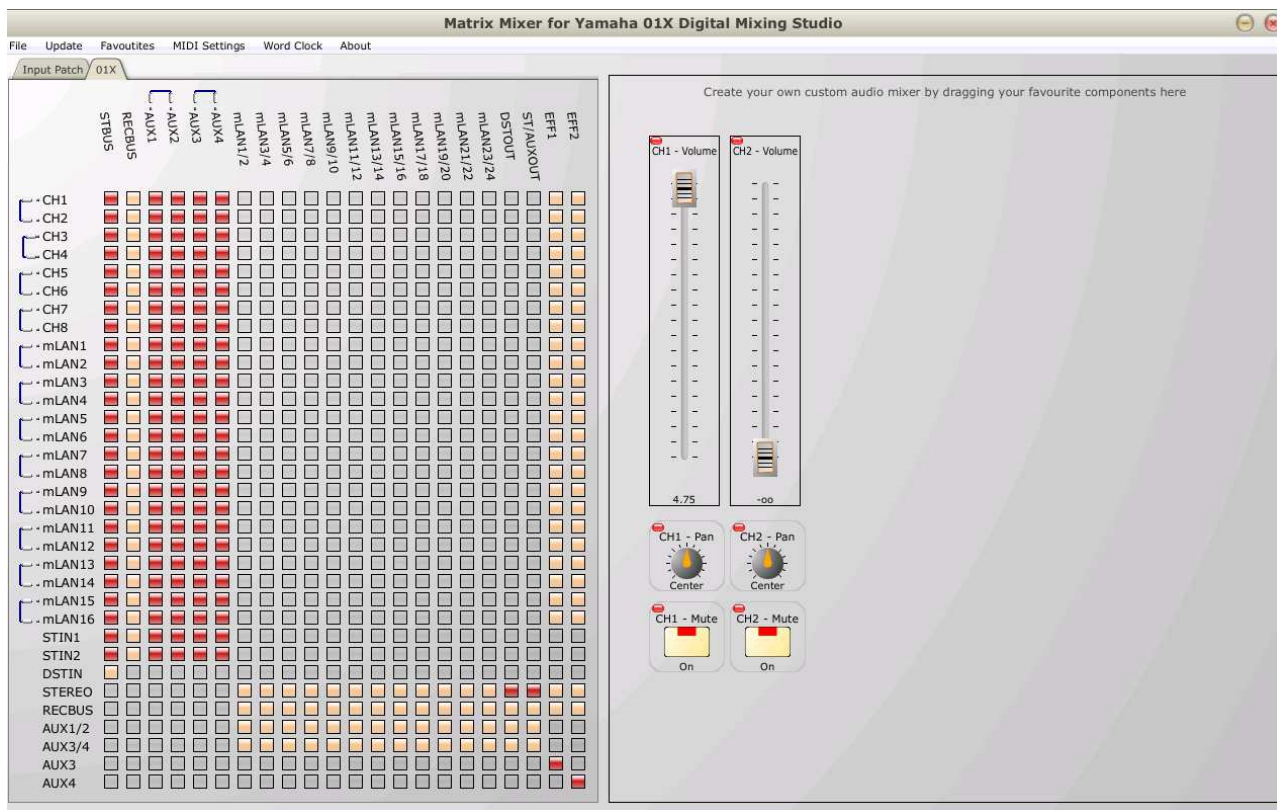 Matrix Mixer for Yamaha 01X Digital Mixing Studio
File Update Favoutites MIDI Settings Word Clock About
Input Patch 01X
STBUS
RECBUS
-AUX1
-AUX2
-AUX3
-AUX4
mLAN1/2
mLAN3/4
mLAN5/6
mLAN7/8
mLAN9/10
mLAN11/12
mLAN13/14
mLAN15/16
mLAN17/18
mLAN19/20
mLAN21/22
mLAN23/24
DSTOUT
ST/AUXOUT
EFF1
EFF2
CH1
CH2
CH3
CH4
CH5
CH6
CH7
CH8
mLAN1
mLAN2
mLAN3
mLAN4
mLAN5
mLAN6
mLAN7
mLAN8
mLAN9
mLAN10
mLAN11
mLAN12
mLAN13
mLAN14
mLAN15
mLAN16
STIN1
STIN2
DSTIN
STEREO
RECBUS
AUX1/2
AUX3/4
AUX3
AUX4
Create your own custom audio mixer by dragging your favourite components here
CH1 - Volume CH2 - Volume
4.75 -oo
CH1 - Pan CH2 - Pan
Center Center
CH1 - Mute CH2 - Mute
On On